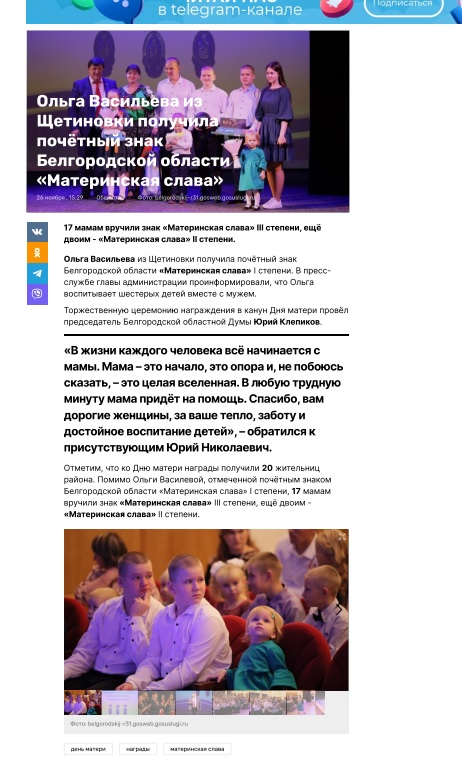 в telegram-канале
Подписаться
Ольга Васильева из
Щетиновки получила
почётный знак
Белгородской области
«Материнская слава»
26 ноября , 15:29
Фото: belgorodskij-r31.gosweb.gosuslugi.ru
17 мамам вручили знак «Материнская слава» III степени, ещё
двоим - «Материнская слава» II степени.
Ольга Васильева из Щетиновки получила почётный знак
Белгородской области «Материнская слава» I степени. В пресс-
службе главы администрации проинформировали, что Ольга
воспитывает шестерых детей вместе с мужем.
Торжественную церемонию награждения в канун Дня матери провёл
председатель Белгородской областной Думы Юрий Клепиков.
«В жизни каждого человека всё начинается с
мамы. Мама – это начало, это опора и, не побоюсь
сказать, – это целая вселенная. В любую трудную
минуту мама придёт на помощь. Спасибо, вам
дорогие женщины, за ваше тепло, заботу и
достойное воспитание детей», – обратился к
присутствующим Юрий Николаевич.
Отметим, что ко Дню матери награды получили 20 жительниц
района. Помимо Ольги Василевой, отмеченной почётным знаком
Белгородской области «Материнская слава» I степени, 17 мамам
вручили знак «Материнская слава» III степени, ещё двоим -
«Материнская слава» II степени.
Фото: belgorodskij-r31.gosweb.gosuslugi.ru
день матери
награды
материнская слава